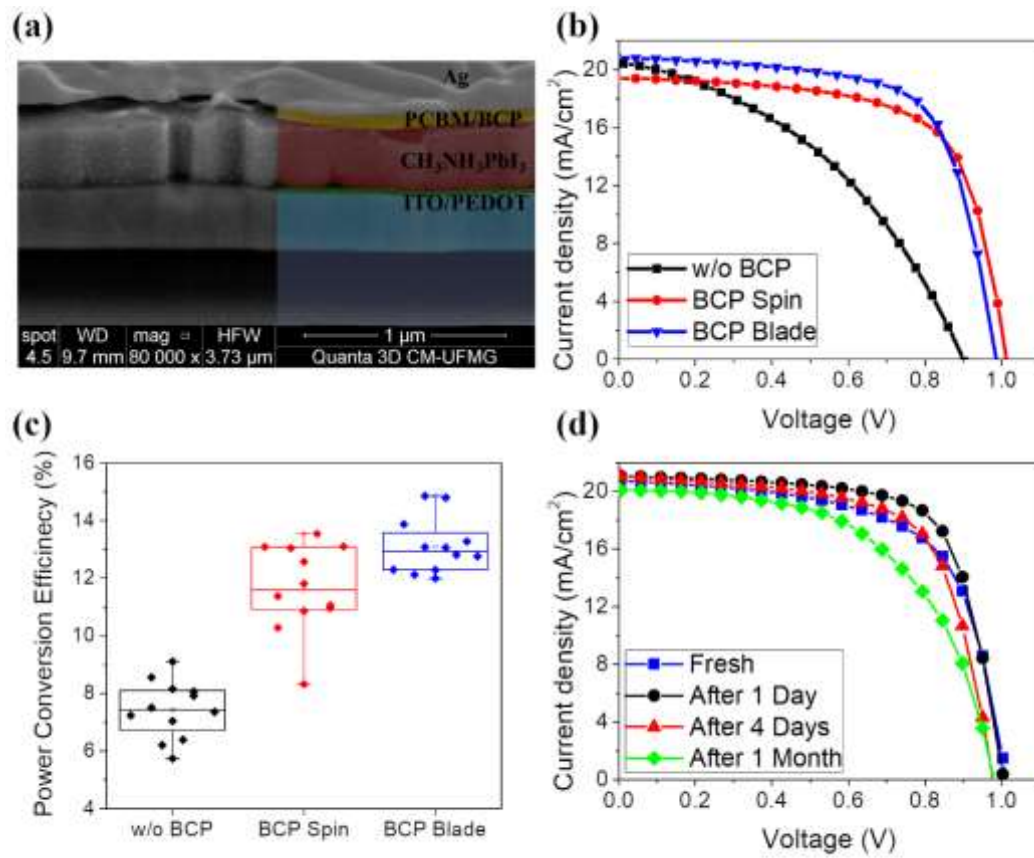 (a)
Ag
PCBM/BCP
CH₃NH₃PbI₃
ITO/PEDOT
spot WD mag □ HFW 1 µm
4.5 9.7 mm 80 000 x 3.73 µm Quanta 3D CM-UFMG
(b)
Current density (mA/cm²)
20
16
12
8
4
0
w/o BCP
BCP Spin
BCP Blade
0.0 0.2 0.4 0.6 0.8 1.0
Voltage (V)
(c)
Power Conversion Efficinecy (%)
16
14
12
10
8
6
4
w/o BCP BCP Spin BCP Blade
(d)
Current density (mA/cm²)
20
16
12
8
4
0
Fresh
After 1 Day
After 4 Days
After 1 Month
0.0 0.2 0.4 0.6 0.8 1.0
Voltage (V)